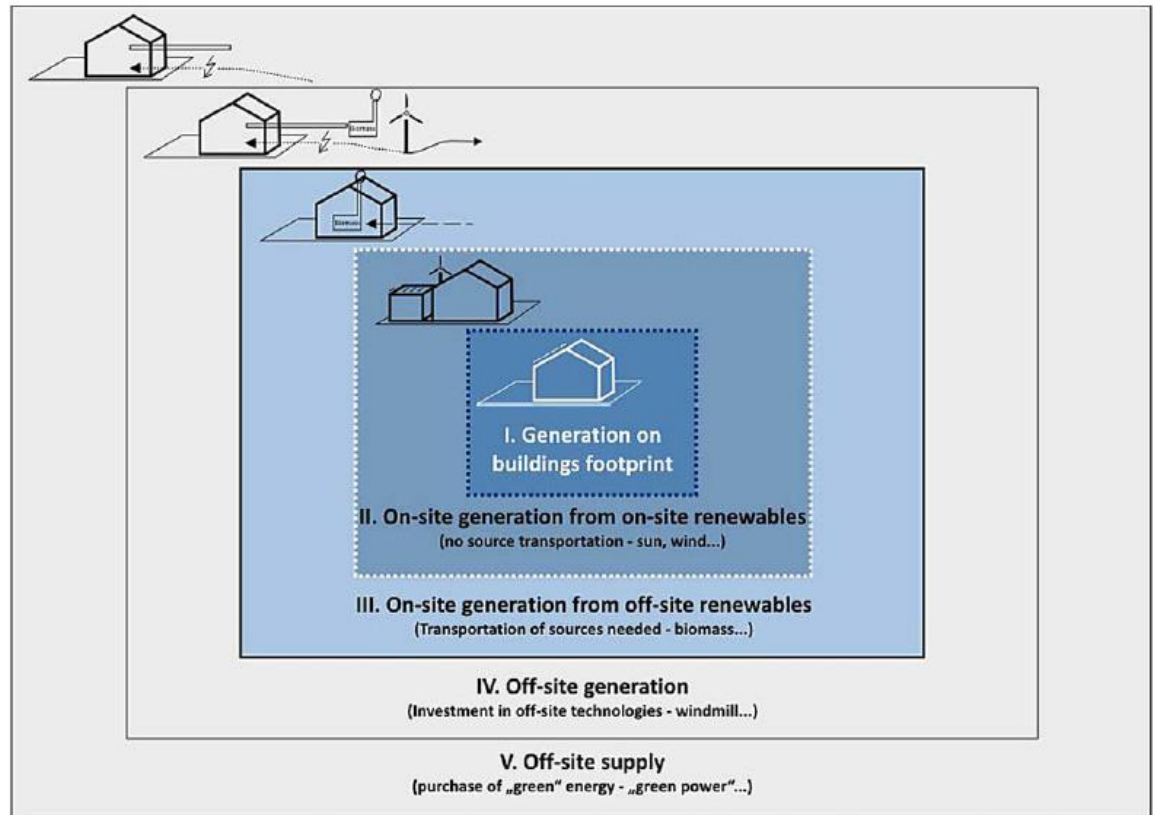 Biomass
Biomass
I. Generation on
buildings footprint
II. On-site generation from on-site renewables
(no source transportation - sun, wind...)
III. On-site generation from off-site renewables
(Transportation of sources needed - biomass...)
IV. Off-site generation
(Investment in off-site technologies - windmill...)
V. Off-site supply
(purchase of „green“ energy - „green power“...)